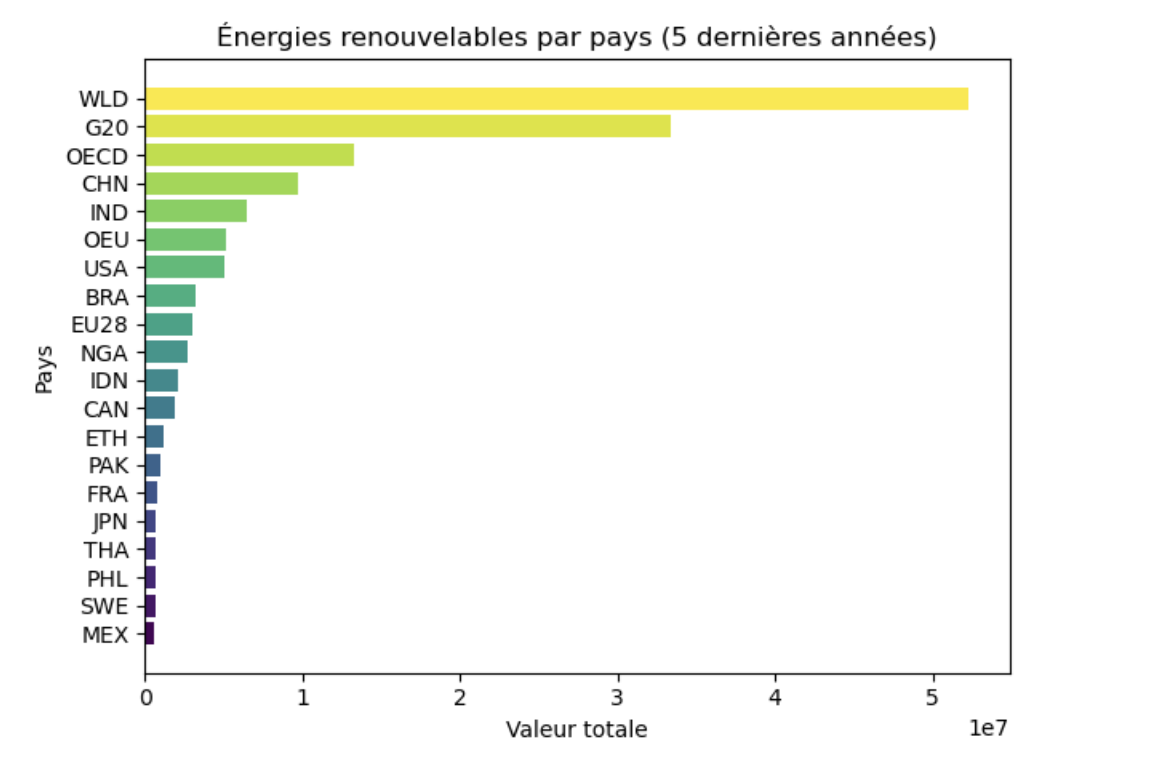 Énergies renouvelables par pays (5 dernières années)
WLD
G20
OECD
CHN
IND
OEU
USA
BRA
EU28
NGA
IDN
CAN
ETH
PAK
FRA
JPN
THA
PHL
SWE
MEX
Pays
0 1 2 3 4 5
1e7
Valeur totale